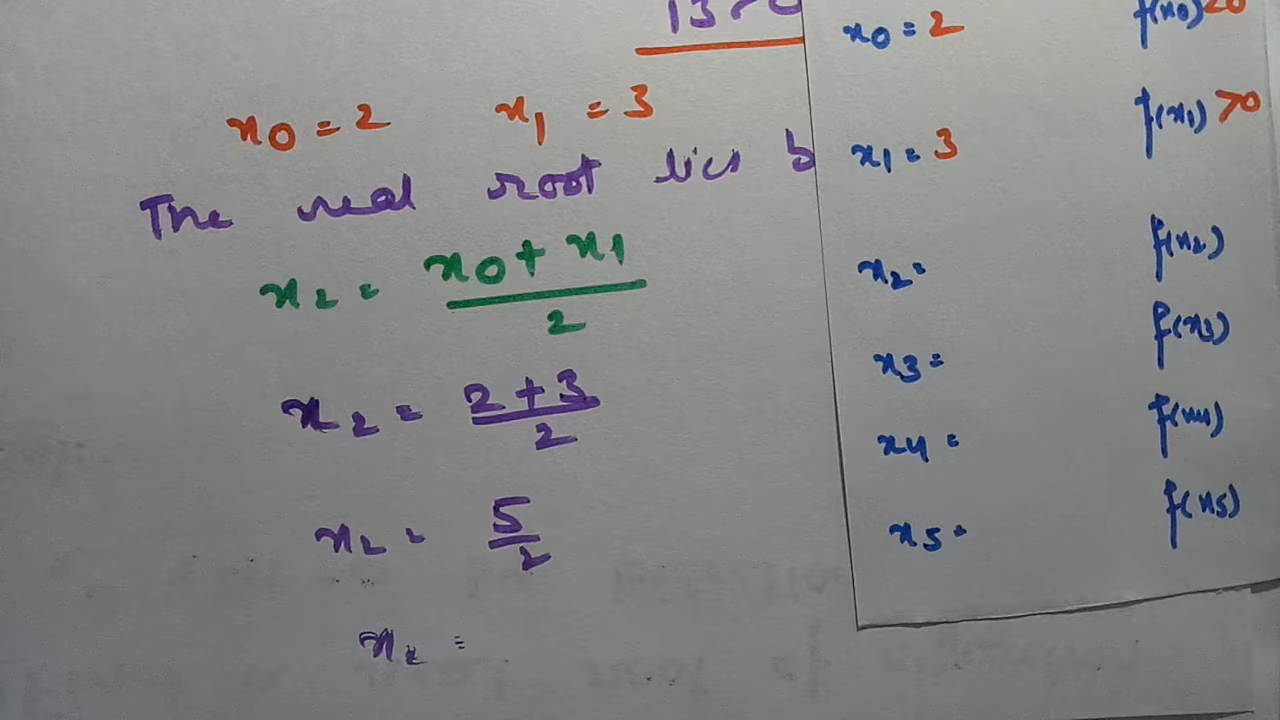 x0 = 2 x1 = 3
The real root lies b
x2 = x0 + x1 / 2
x2 = 2 + 3 / 2
x2 = 5 / 2
x2 =
x0 = 2 f(x0) <0
x1 = 3 f(x1) >0
x2 = f(x2)
x3 = f(x3)
x4 = f(x4)
x5 = f(x5)